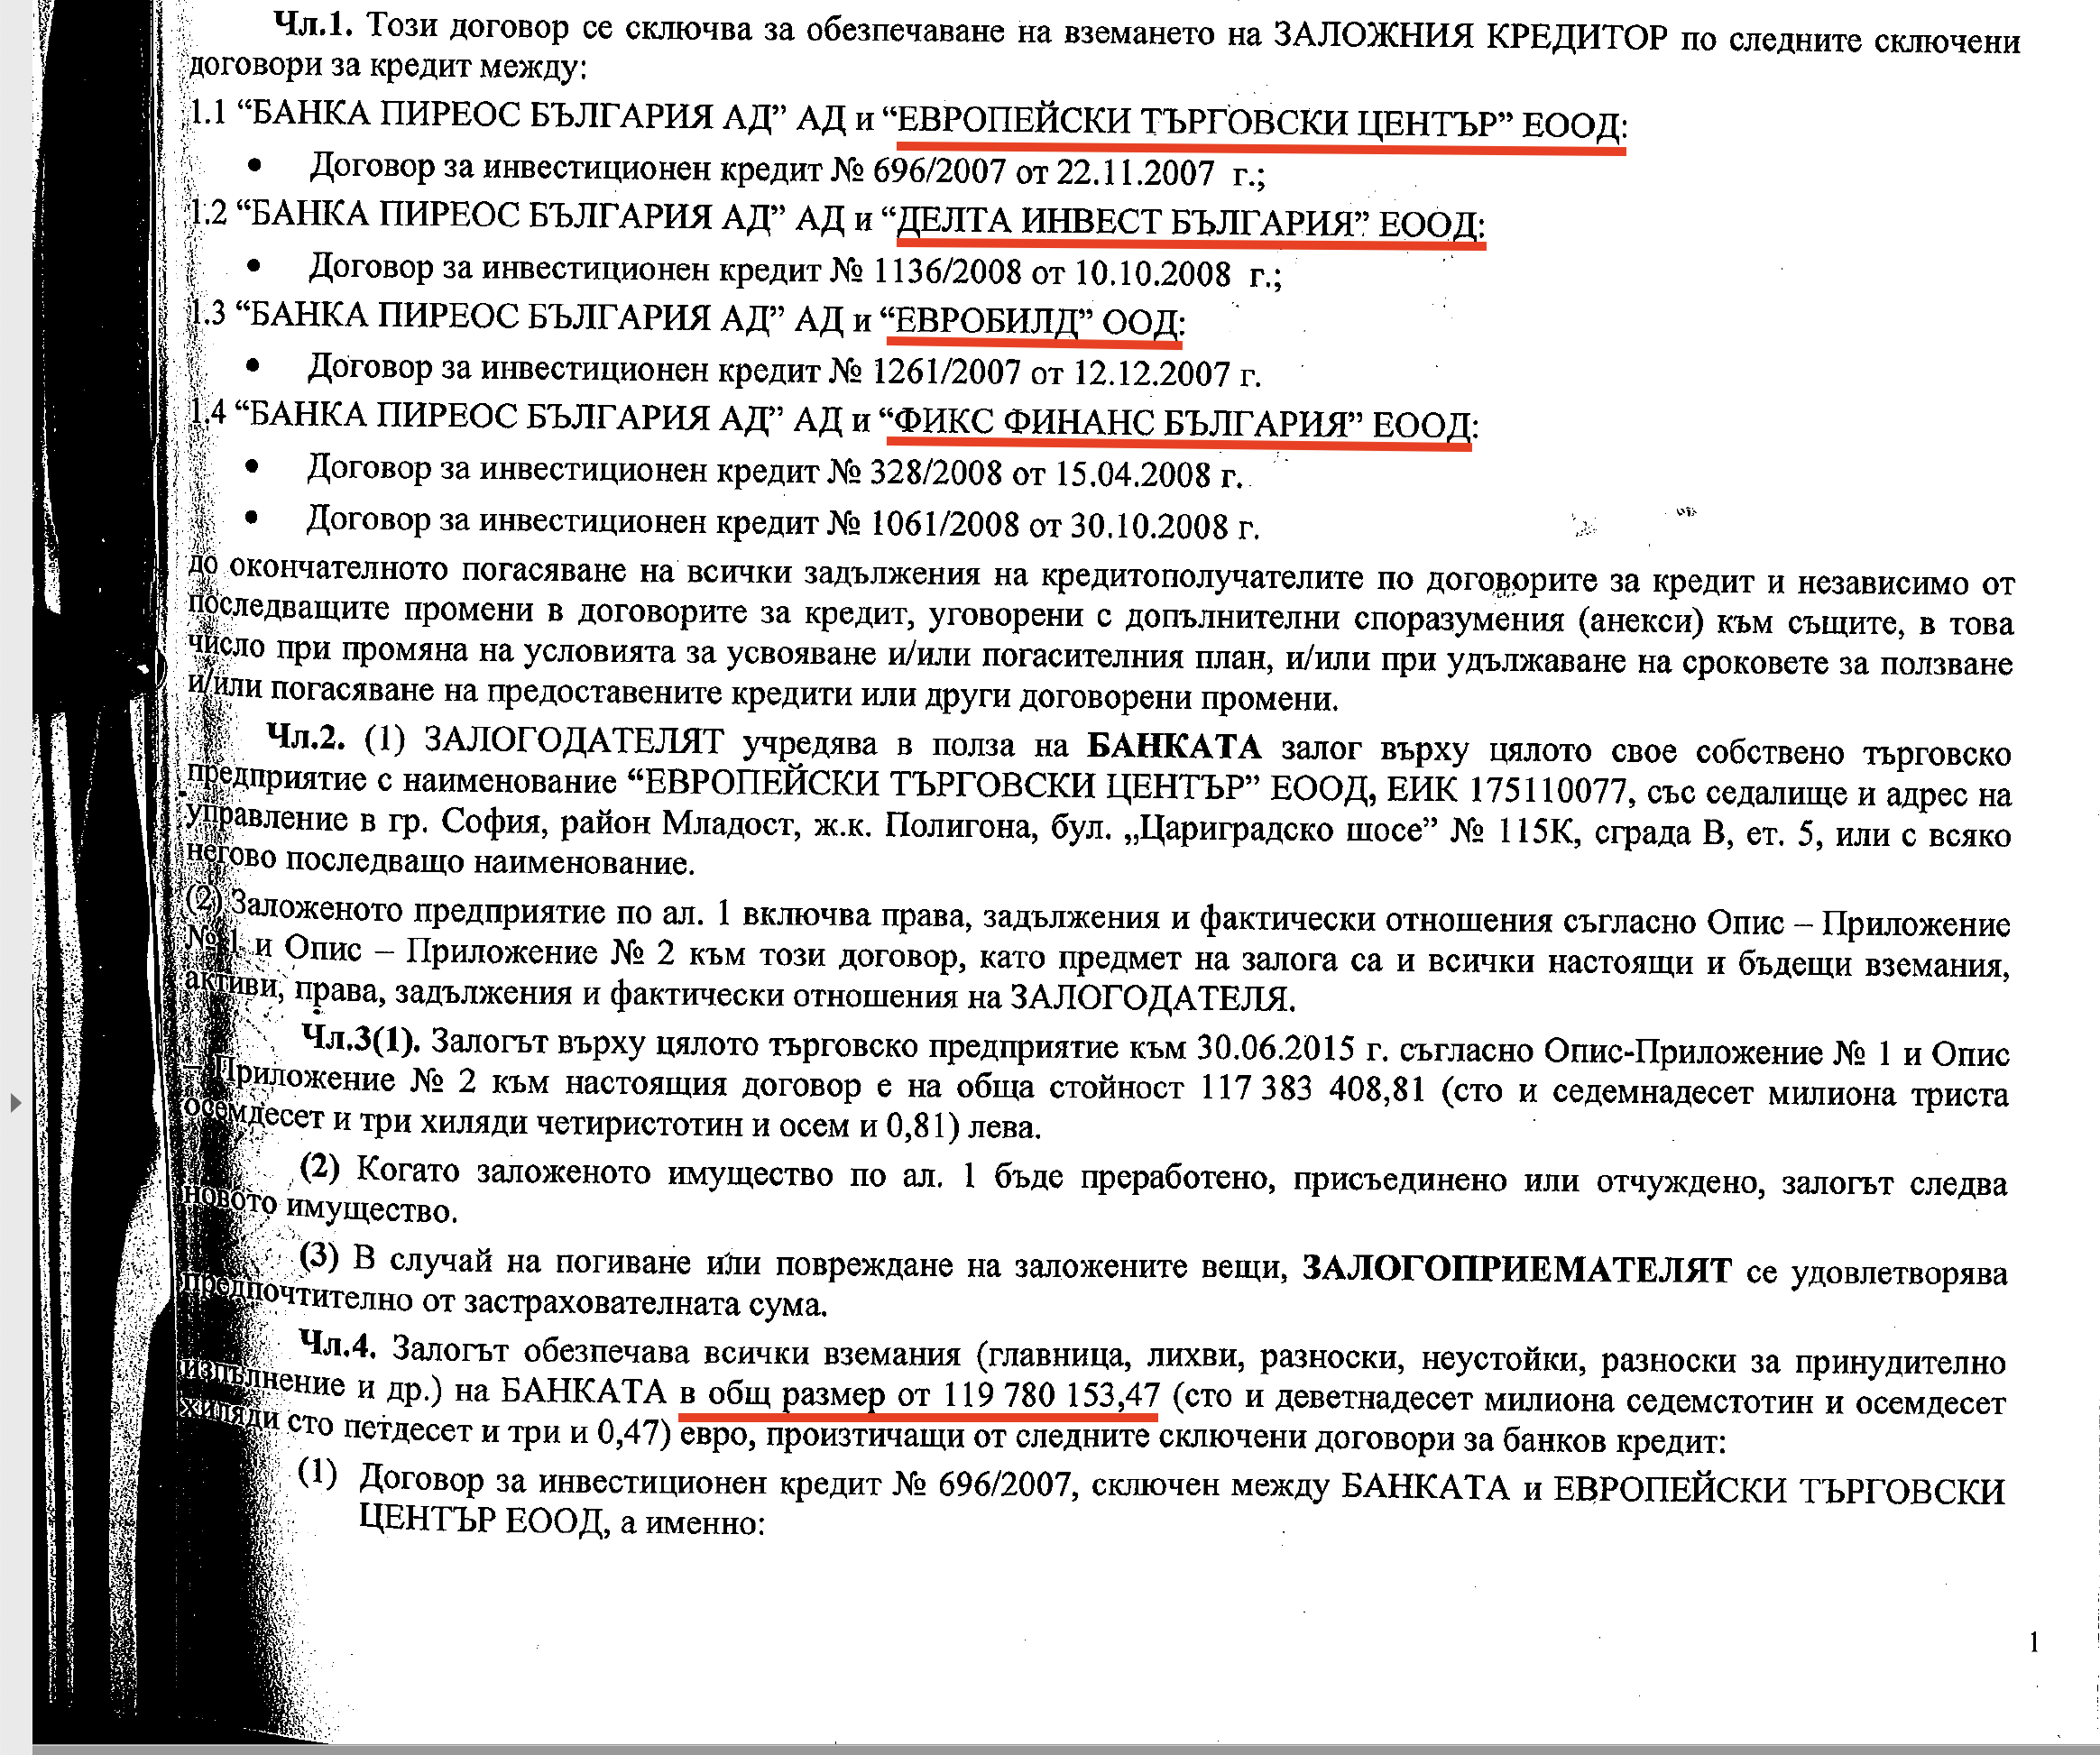 Чл.1. Този договор се сключва за обезпечаване на вземането на ЗАЛОЖНИЯ КРЕДИТОР по следните сключени
договори за кредит между:
1.1 “БАНКА ПИРЕОС БЪЛГАРИЯ АД” АД и “ЕВРОПЕЙСКИ ТЪРГОВСКИ ЦЕНТЪР” ЕООД:
• Договор за инвестиционен кредит № 696/2007 от 22.11.2007 г.;
1.2 “БАНКА ПИРЕОС БЪЛГАРИЯ АД” АД и “ДЕЛТА ИНВЕСТ БЪЛГАРИЯ” ЕООД:
• Договор за инвестиционен кредит № 1136/2008 от 10.10.2008 г.;
1.3 “БАНКА ПИРЕОС БЪЛГАРИЯ АД” АД и “ЕВРОБИЛД” ООД:
• Договор за инвестиционен кредит № 1261/2007 от 12.12.2007 г.
1.4 “БАНКА ПИРЕОС БЪЛГАРИЯ АД” АД и “ФИКС ФИНАНС БЪЛГАРИЯ” ЕООД:
• Договор за инвестиционен кредит № 328/2008 от 15.04.2008 г.
• Договор за инвестиционен кредит № 1061/2008 от 30.10.2008 г.
до окончателното погасяване на всички задължения на кредитополучателите по договорите за кредит и независимо от
последващите промени в договорите за кредит, уговорени с допълнителни споразумения (анекси) към същите, в това
число при промяна на условията за усвояване и/или погасителния план, и/или при удължаване на сроковете за ползване
и/или погасяване на предоставените кредити или други договорени промени.
Чл.2. (1) ЗАЛОГОДАТЕЛЯТ учредява в полза на БАНКАТА залог върху цялото свое собствено търговско
предприятие с наименование “ЕВРОПЕЙСКИ ТЪРГОВСКИ ЦЕНТЪР” ЕООД, ЕИК 175110077, със седалище и адрес на
управление в гр. София, район Младост, ж.к. Полигона, бул. „Цариградско шосе” № 115К, сграда В, ет. 5, или с всяко
негово последващо наименование.
(2) Заложеното предприятие по ал. 1 включва права, задължения и фактически отношения съгласно Опис – Приложение
№ 1 и Опис – Приложение № 2 към този договор, като предмет на залога са и всички настоящи и бъдещи вземания,
активи, права, задължения и фактически отношения на ЗАЛОГОДАТЕЛЯ.
Чл.3(1). Залогът върху цялото търговско предприятие към 30.06.2015 г. съгласно Опис-Приложение № 1 и Опис
– Приложение № 2 към настоящия договор е на обща стойност 117 383 408,81 (сто и седемнадесет милиона триста
осемдесет и три хиляди четиристотин и осем и 0,81) лева.
(2) Когато заложеното имущество по ал. 1 бъде преработено, присъединено или отчуждено, залогът следва
новото имущество.
(3) В случай на погиване или повреждане на заложените вещи, ЗАЛОГОПРИЕМАТЕЛЯТ се удовлетворява
предпочтително от застрахователната сума.
Чл.4. Залогът обезпечава всички вземания (главница, лихви, разноски, неустойки, разноски за принудително
изпълнение и др.) на БАНКАТА в общ размер от 119 780 153,47 (сто и деветнадесет милиона седемстотин и осемдесет
хиляди сто петдесет и три и 0,47) евро, произтичащи от следните сключени договори за банков кредит:
(1) Договор за инвестиционен кредит № 696/2007, сключен между БАНКАТА и ЕВРОПЕЙСКИ ТЪРГОВСКИ
ЦЕНТЪР ЕООД, а именно:
1